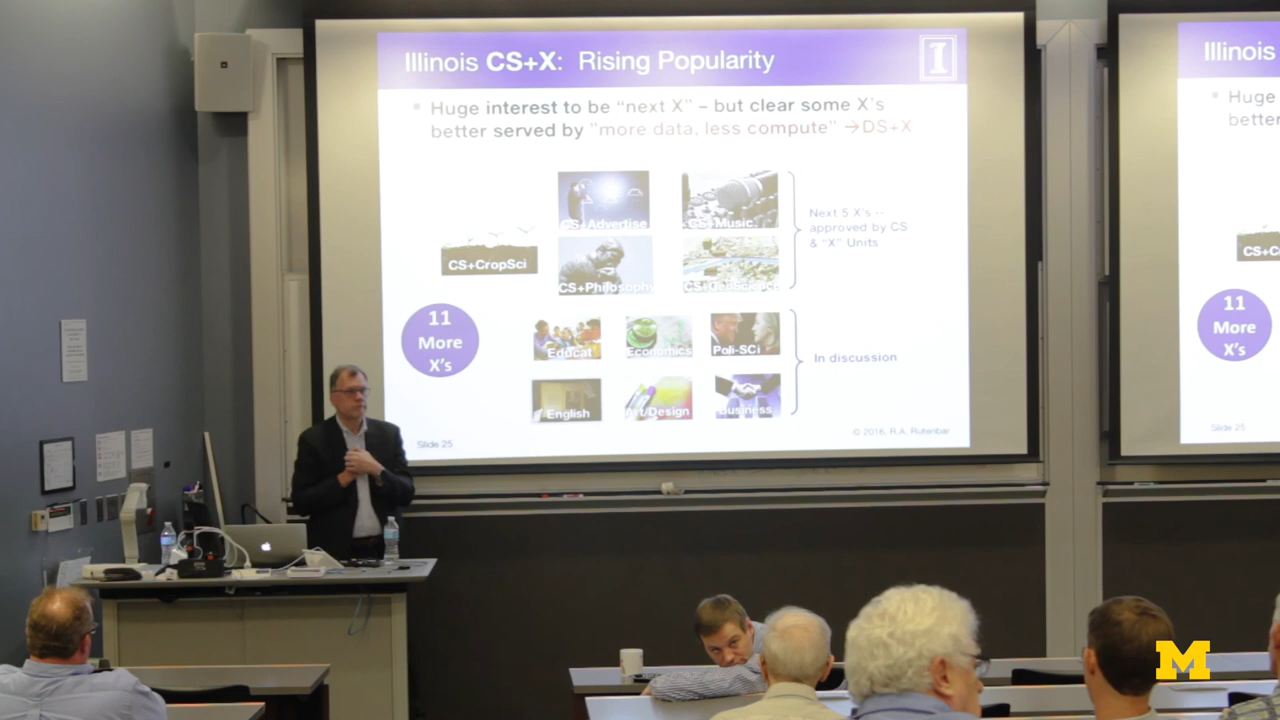 Illinois CS+X: Rising Popularity
I
Huge interest to be "next X" – but clear some X's
better served by "more data, less compute" →DS+X
CS+Advertise
CS+Music
Next 5 X's --
approved by CS
& "X" Units
CS+CropSci
CS+Philosophy
CS+GeoScience
11
More
X's
Educat
Economics
Poli-SCi
In discussion
English
Art/Design
Business
Slide 25
© 2016, R.A. Rutenbar
Illinois
Huge
better
CS+C
11
More
X's
Slide 25
M